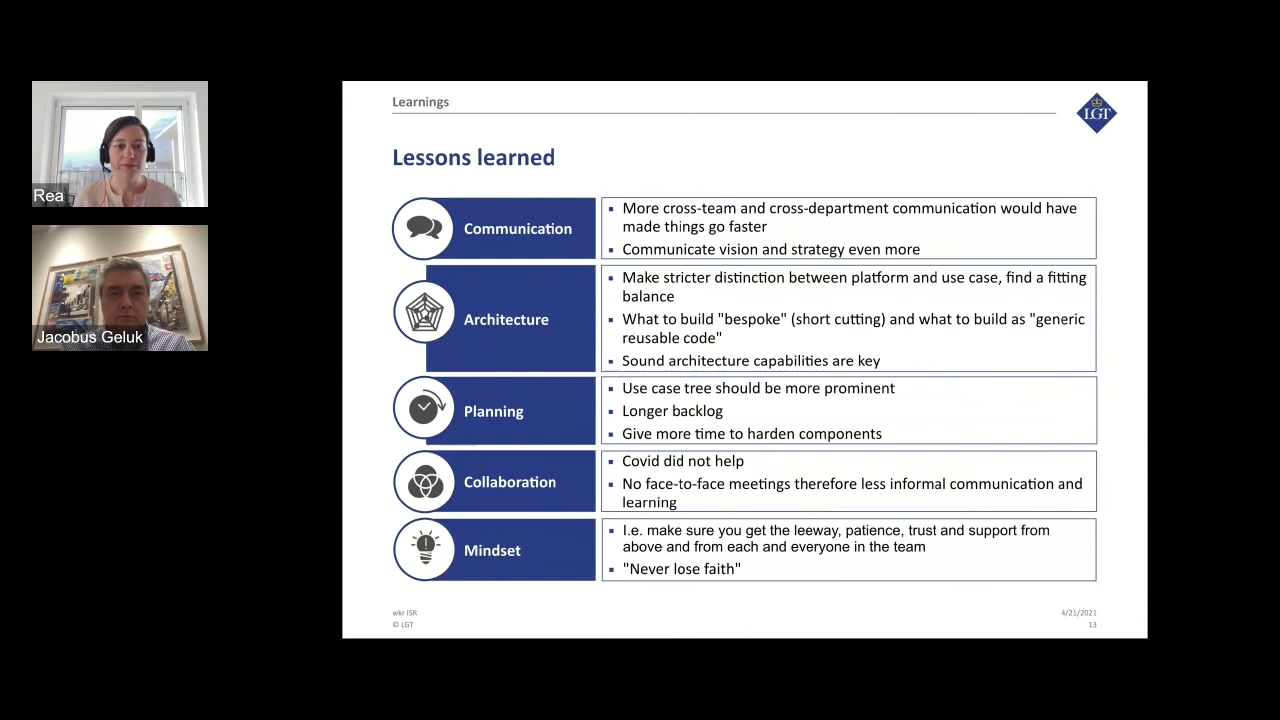 Rea
Jacobus Geluk
Learnings
LGT
Lessons learned
Communication
More cross-team and cross-department communication would have
made things go faster
Communicate vision and strategy even more
Architecture
Make stricter distinction between platform and use case, find a fitting
balance
What to build "bespoke" (short cutting) and what to build as "generic
reusable code"
Sound architecture capabilities are key
Planning
Use case tree should be more prominent
Longer backlog
Give more time to harden components
Collaboration
Covid did not help
No face-to-face meetings therefore less informal communication and
learning
Mindset
I.e. make sure you get the leeway, patience, trust and support from
above and from each and everyone in the team
"Never lose faith"
wkr ISR
© LGT
4/21/2021
13